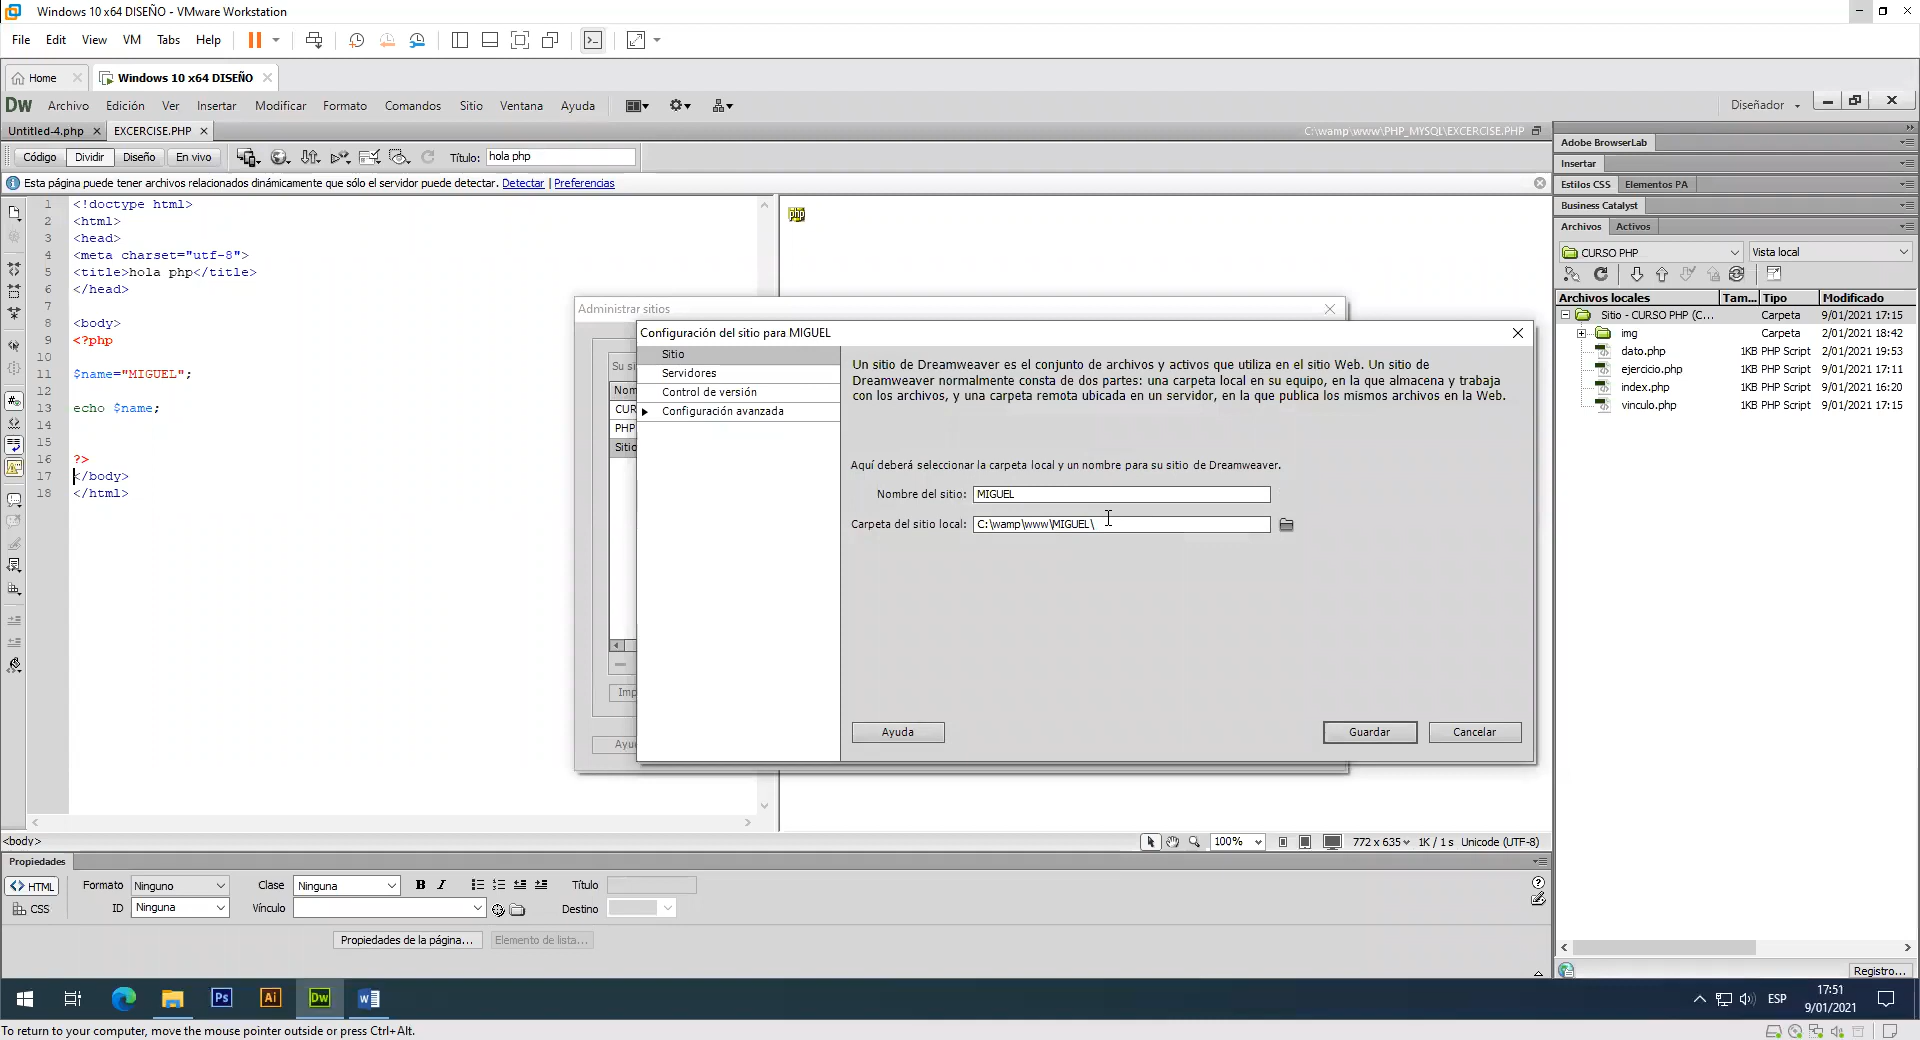 Windows 10 x64 DISEÑO - VMware Workstation
File Edit View VM Tabs Help
Home Windows 10 x64 DISEÑO
Dw Archivo Edición Ver Insertar Modificar Formato Comandos Sitio Ventana Ayuda Diseñador
Untitled-4.php EXCERCISE.PHP C:\wamp\www\PHP_MYSQL\EXCERCISE.PHP
Código Dividir Diseño En vivo Título: hola php
Esta página puede tener archivos relacionados dinámicamente que sólo el servidor puede detectar. Detectar | Preferencias
1 <!doctype html>
2 <html>
3 <head>
4 <meta charset="utf-8">
5 <title>hola php</title>
6 </head>
7
8 <body>
9 <?php
10
11 $name="MIGUEL";
12
13 echo $name;
14
15
16 ?>
17 </body>
18 </html>
php
Administrar sitios
Su si
Nom
CUR
PHP
Sitio
Imp
Ayu
Configuración del sitio para MIGUEL
Sitio
Servidores
Control de versión
Configuración avanzada
Un sitio de Dreamweaver es el conjunto de archivos y activos que utiliza en el sitio Web. Un sitio de
Dreamweaver normalmente consta de dos partes: una carpeta local en su equipo, en la que almacena y trabaja
con los archivos, y una carpeta remota ubicada en un servidor, en la que publica los mismos archivos en la Web.
Aquí deberá seleccionar la carpeta local y un nombre para su sitio de Dreamweaver.
Nombre del sitio: MIGUEL
Carpeta del sitio local: C:\wamp\www\MIGUEL\
Ayuda Guardar Cancelar
Adobe BrowserLab
Insertar
Estilos CSS Elementos PA
Business Catalyst
Archivos Activos
CURSO PHP Vista local
Archivos locales Tam... Tipo Modificado
Sitio - CURSO PHP (C... Carpeta 9/01/2021 17:15
img Carpeta 2/01/2021 18:42
dato.php 1KB PHP Script 2/01/2021 19:53
ejercicio.php 1KB PHP Script 9/01/2021 17:11
index.php 1KB PHP Script 9/01/2021 16:20
vinculo.php 1KB PHP Script 9/01/2021 17:15
<body> 100% 772 x 635 1K / 1 s Unicode (UTF-8)
Propiedades
<> HTML Formato Ninguno Clase Ninguna B I Título
CSS ID Ninguna Vínculo Destino
Propiedades de la página... Elemento de lista...
Registro...
Ps Ai Dw ESP 17:51
9/01/2021
To return to your computer, move the mouse pointer outside or press Ctrl+Alt.